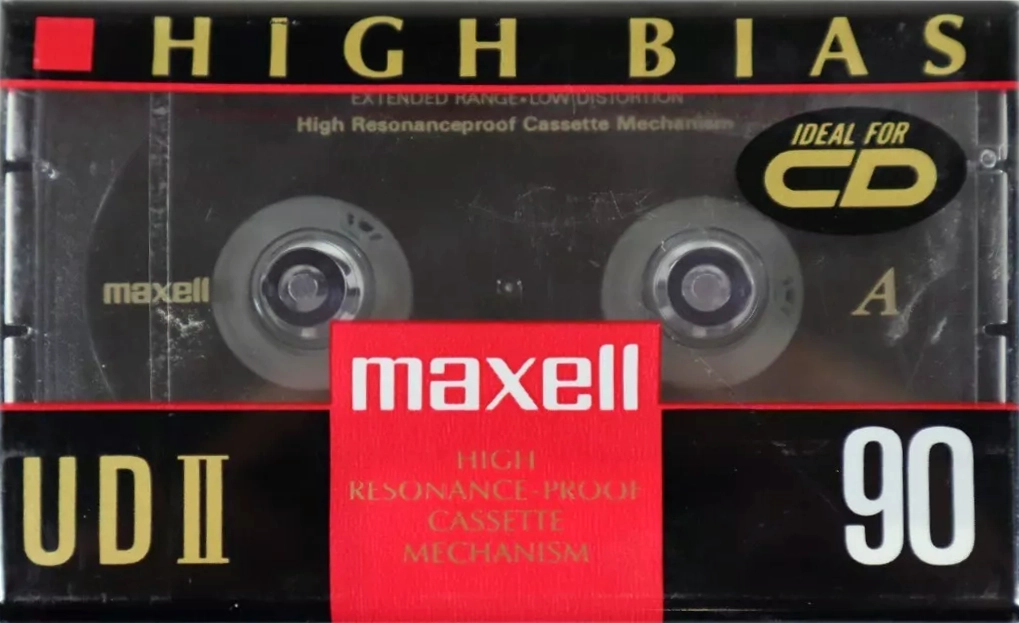 HIGH BIAS
EXTENDED RANGE•LOW DISTORTION
High Resonanceproof Cassette Mechanism
IDEAL FOR
CD
maxell
A
maxell
HIGH
RESONANCE-PROOF
CASSETTE
MECHANISM
UD II
90